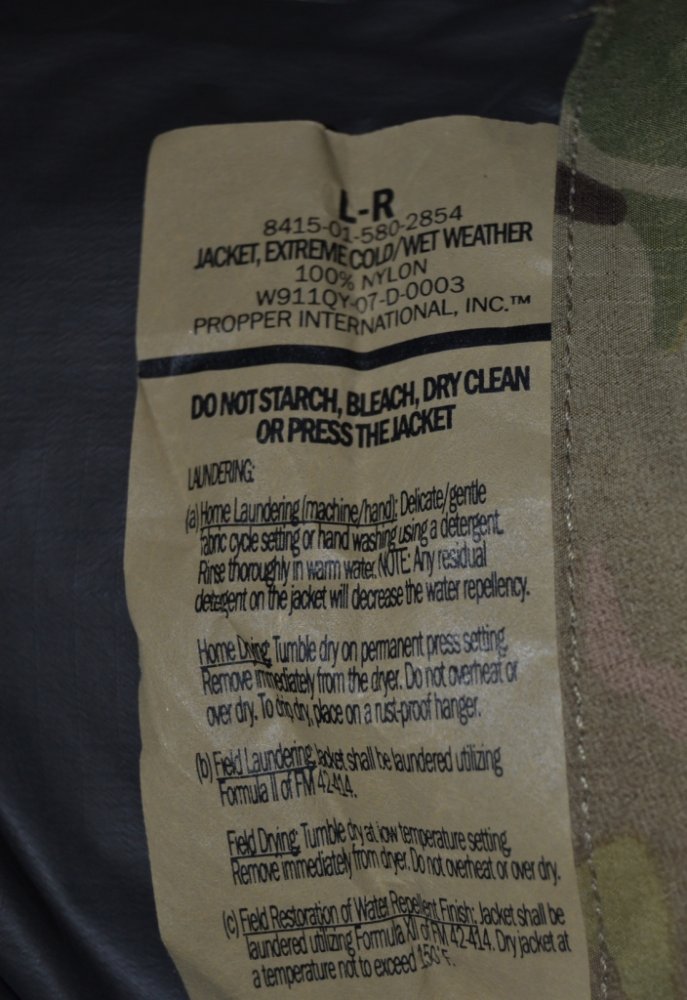 L-R
8415-01-580-2854
JACKET, EXTREME COLD/WET WEATHER
100% NYLON
W911QY-07-D-0003
PROPPER INTERNATIONAL, INC.™
DO NOT STARCH, BLEACH, DRY CLEAN
OR PRESS THE JACKET
LAUNDERING:
(a) Home Laundering (machine/hand): Delicate/gentle
fabric cycle setting or hand washing using a detergent.
Rinse thoroughly in warm water. NOTE: Any residual
detergent on the jacket will decrease the water repellency.
Home Drying: Tumble dry on permanent press setting.
Remove immediately from the dryer. Do not overheat or
over dry. To drip dry, place on a rust-proof hanger.
(b) Field Laundering: Jacket shall be laundered utilizing
Formula II of FM 42-414.
Field Drying: Tumble dry at low temperature setting.
Remove immediately from dryer. Do not overheat or over dry.
(c) Field Restoration of Water Repellent Finish: Jacket shall be
laundered utilizing Formula XII of FM 42-414. Dry jacket at
a temperature not to exceed 150°F.